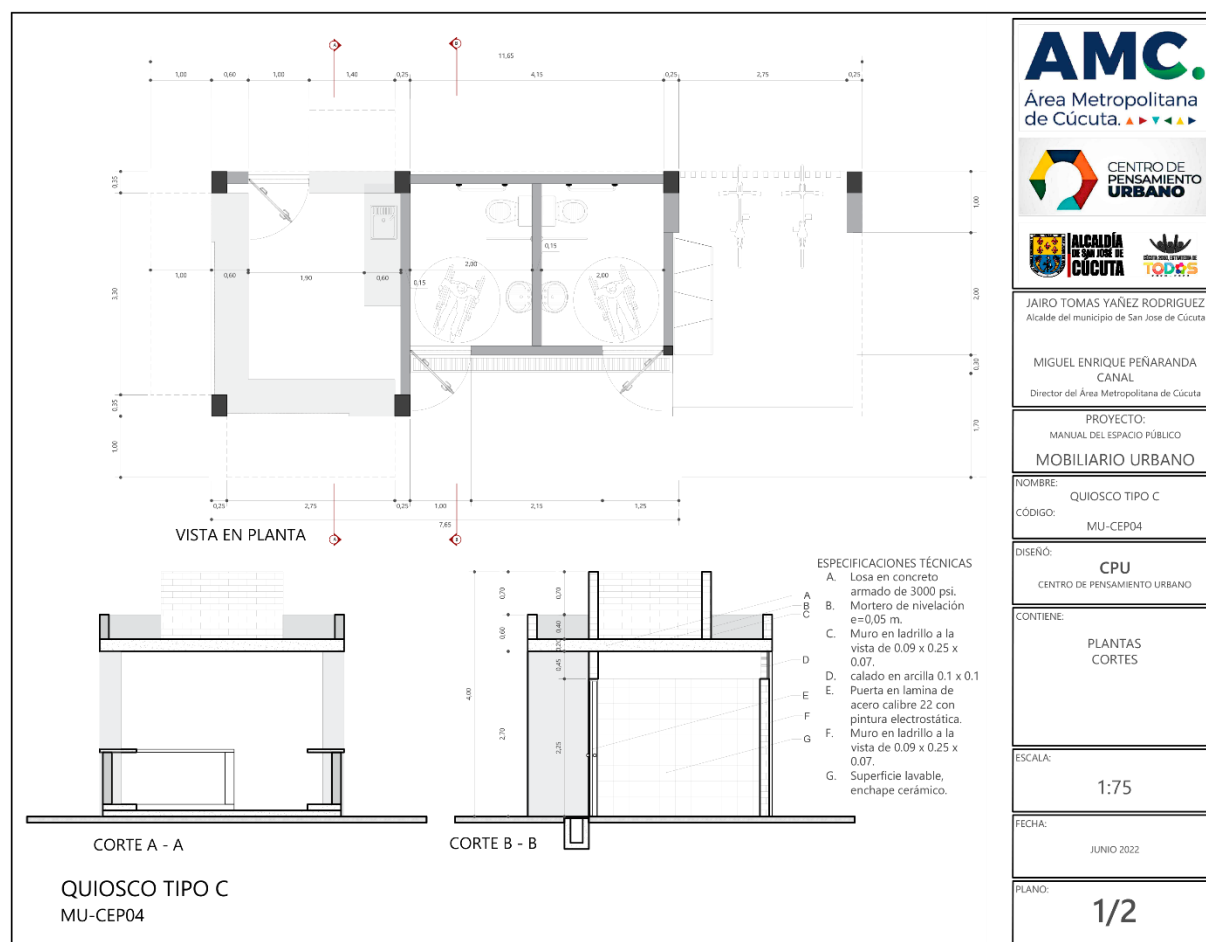 11,65
1,00 0,60 1,00 1,40 0,25 4,15 0,25 2,75 0,25
0,35
1,00
0,15
1,00 0,60 1,90 0,60 2,00 2,00
0,15
3,30
2,00
0,30
0,35
1,00
1,70
0,25 2,75 0,25 1,00 2,15 1,25
7,65
VISTA EN PLANTA
0,70 0,70
0,60 0,40
0,20
0,45
4,00
2,70
2,25
A
B
C
D
E
F
G
CORTE A - A
CORTE B - B
ESPECIFICACIONES TÉCNICAS
A. Losa en concreto
armado de 3000 psi.
B. Mortero de nivelación
e=0,05 m.
C. Muro en ladrillo a la
vista de 0.09 x 0.25 x
0.07.
D. calado en arcilla 0.1 x 0.1
E. Puerta en lamina de
acero calibre 22 con
pintura electrostática.
F. Muro en ladrillo a la
vista de 0.09 x 0.25 x
0.07.
G. Superficie lavable,
enchape cerámico.
QUIOSCO TIPO C
MU-CEP04
AMC.
Área Metropolitana
de Cúcuta.
CENTRO DE
PENSAMIENTO
URBANO
ALCALDÍA
DE SAN JOSÉ DE
CÚCUTA
TODOS
JAIRO TOMAS YAÑEZ RODRIGUEZ
Alcalde del municipio de San Jose de Cúcuta
MIGUEL ENRIQUE PEÑARANDA
CANAL
Director del Área Metropolitana de Cúcuta
PROYECTO:
MANUAL DEL ESPACIO PÚBLICO
MOBILIARIO URBANO
NOMBRE:
QUIOSCO TIPO C
CÓDIGO:
MU-CEP04
DISEÑÓ:
CPU
CENTRO DE PENSAMIENTO URBANO
CONTIENE:
PLANTAS
CORTES
ESCALA:
1:75
FECHA:
JUNIO 2022
PLANO:
1/2